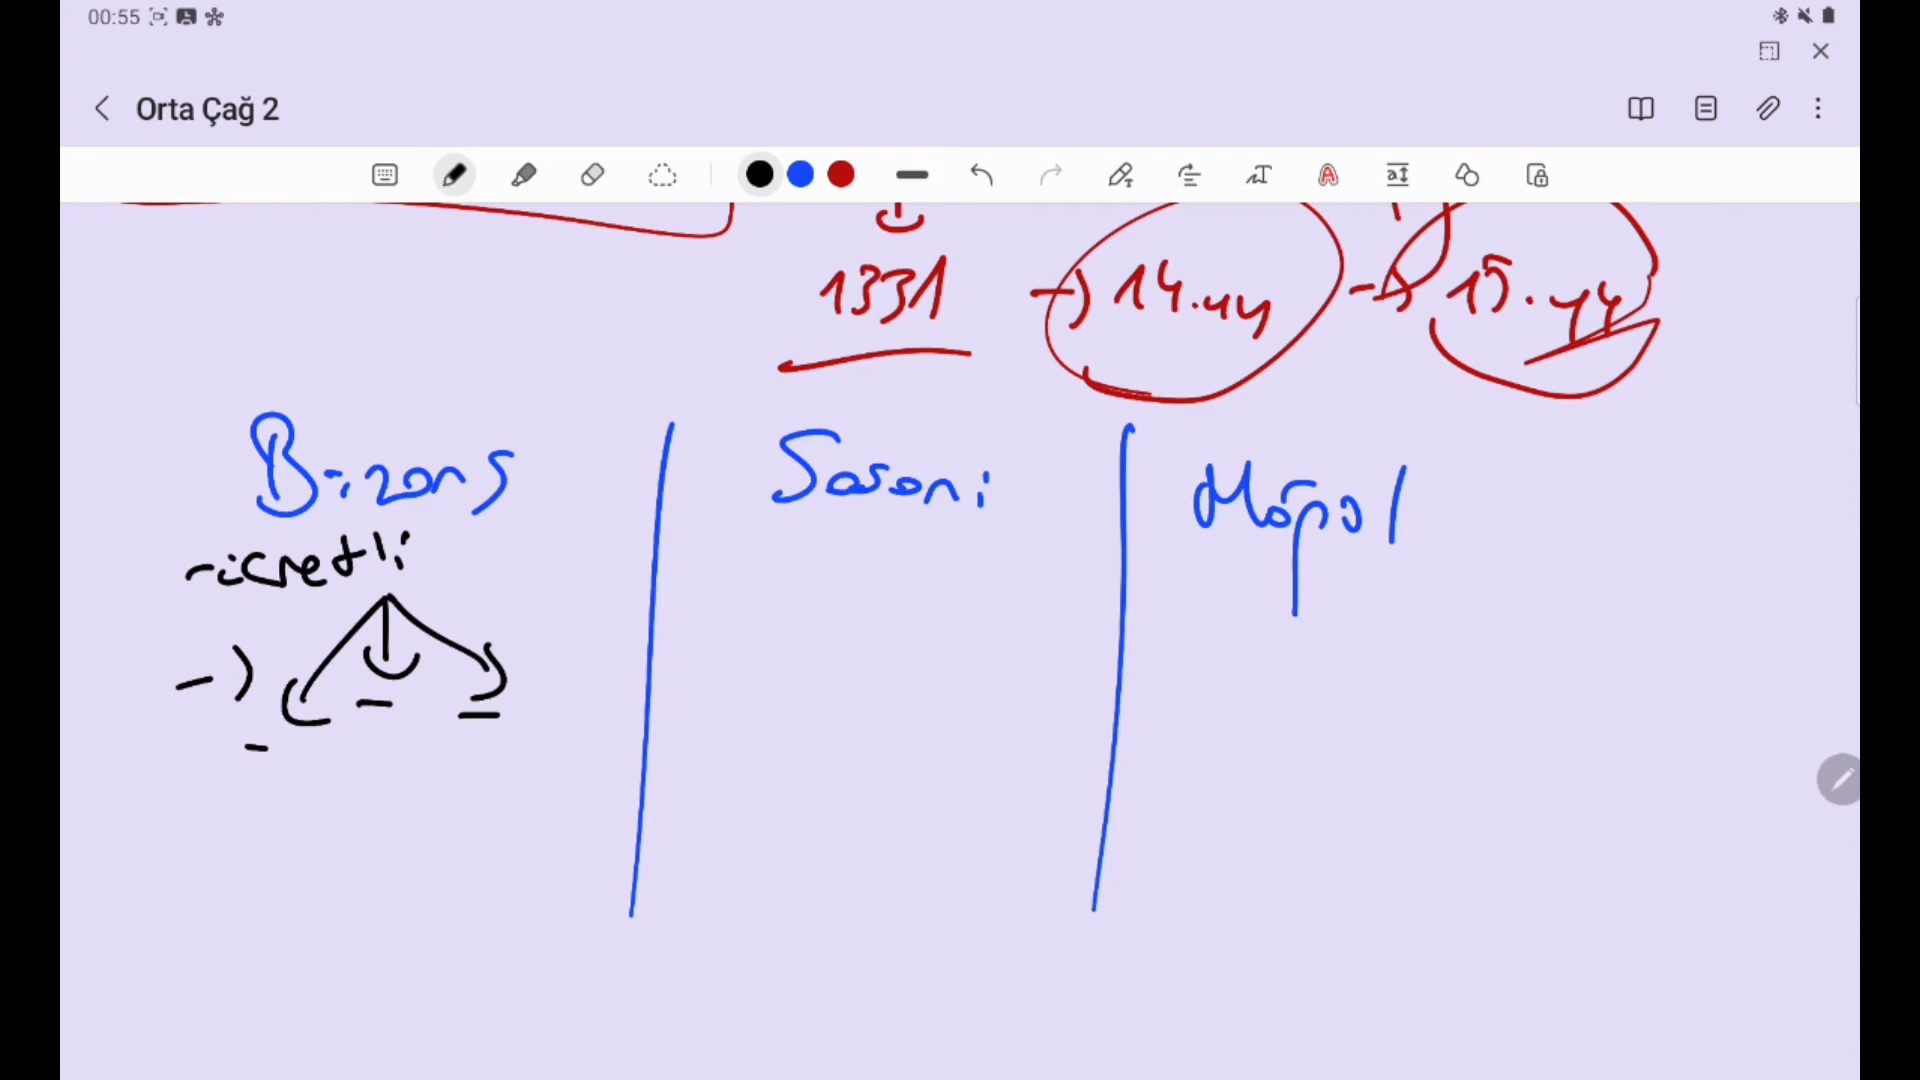 00:55
Orta Çağ 2
1331 -> 14.yy -> 15.yy
Bizans Sasani Moğol
-ücretli